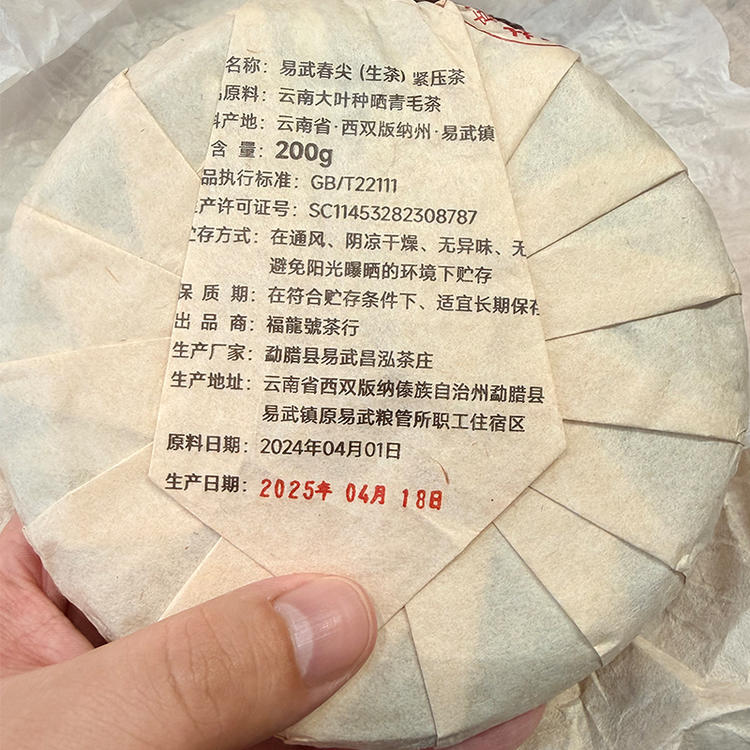 名称：易武春尖（生茶）紧压茶
原料：云南大叶种晒青毛茶
料产地：云南省·西双版纳州·易武镇
含 量：200g
品执行标准：GB/T22111
产许可证号：SC11453282308787
贮存方式：在通风、阴凉干燥、无异味、无
避免阳光曝晒的环境下贮存
保 质 期：在符合贮存条件下、适宜长期保存
出 品 商：福龍號茶行
生产厂家：勐腊县易武昌泓茶庄
生产地址：云南省西双版纳傣族自治州勐腊县
易武镇原易武粮管所职工住宿区
原料日期：2024年04月01日
生产日期：2025年 04月 18日